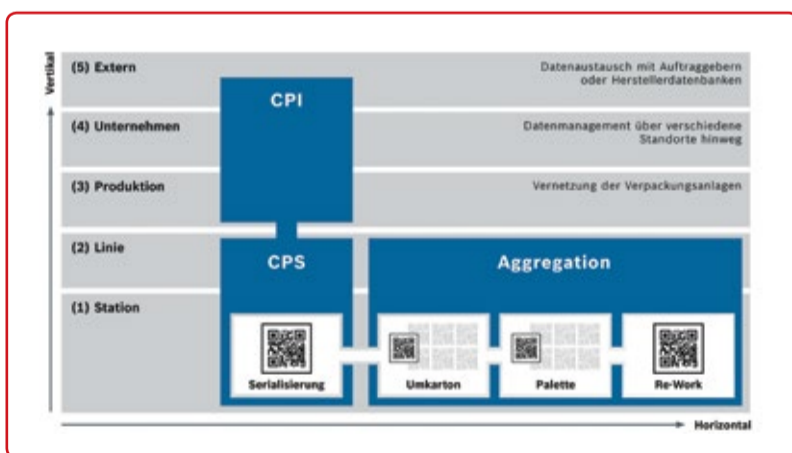 Vertikal
(5) Extern
Datenaustausch mit Auftraggebern
oder Herstellerdatenbanken
CPI
(4) Unternehmen
Datenmanagement über verschiedene
Standorte hinweg
(3) Produktion
Vernetzung der Verpackungsanlagen
(2) Linie
CPS
Aggregation
(1) Station
Serialisierung
Umkarton
Palette
Re-Work
Horizontal